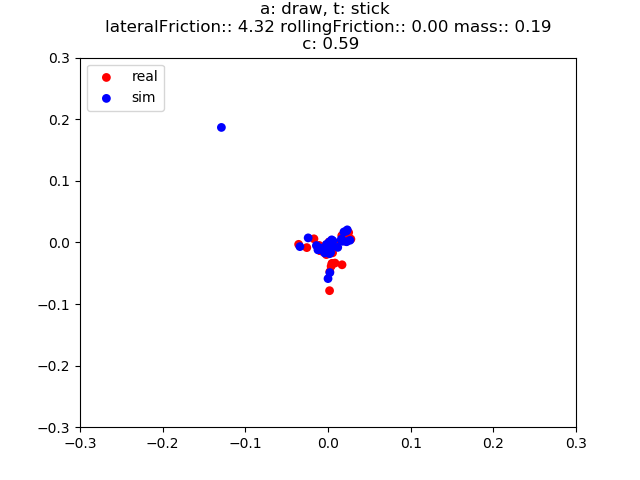 a: draw, t: stick
lateralFriction:: 4.32 rollingFriction:: 0.00 mass:: 0.19
c: 0.59
real
sim
0.3
0.2
0.1
0.0
−0.1
−0.2
−0.3
−0.3 −0.2 −0.1 0.0 0.1 0.2 0.3